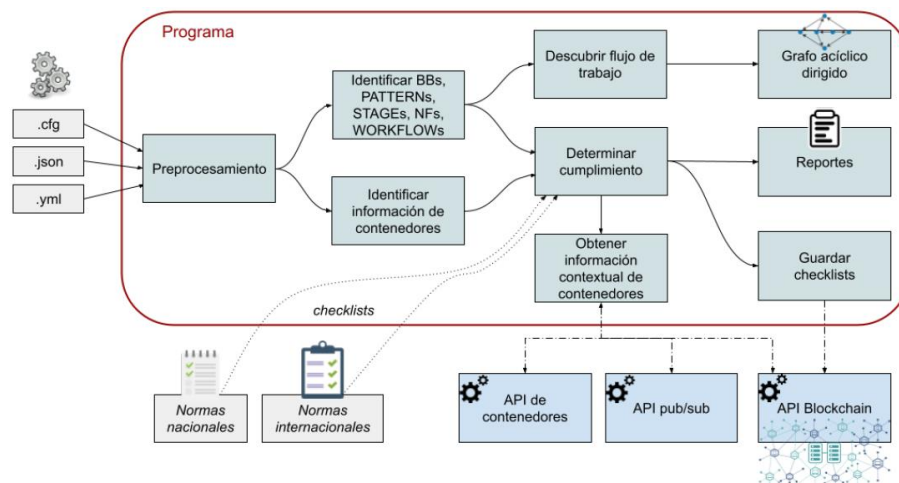 Programa
.cfg
.json
.yml
Preprocesamiento
Identificar BBs,
PATTERNs,
STAGEs, NFs,
WORKFLOWs
Identificar
información de
contenedores
Descubrir flujo de
trabajo
Determinar
cumplimiento
Obtener
información
contextual de
contenedores
Grafo acíclico
dirigido
Reportes
Guardar
checklists
checklists
Normas
nacionales
Normas
internacionales
API de
contenedores
API pub/sub
API Blockchain